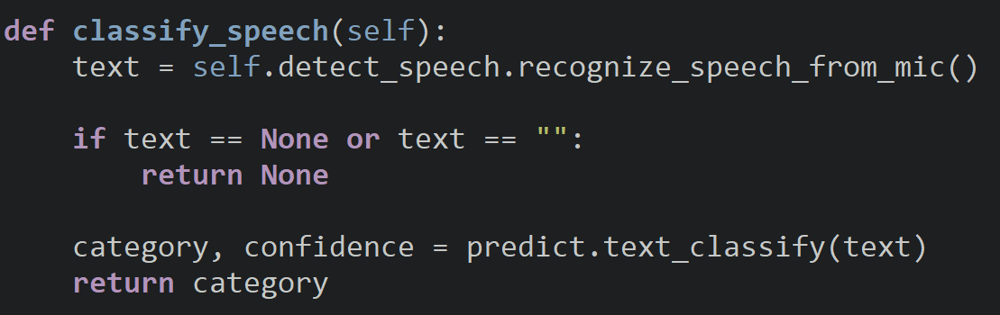 def classify_speech(self):
    text = self.detect_speech.recognize_speech_from_mic()
    if text == None or text == "":
        return None
    category, confidence = predict.text_classify(text)
    return category